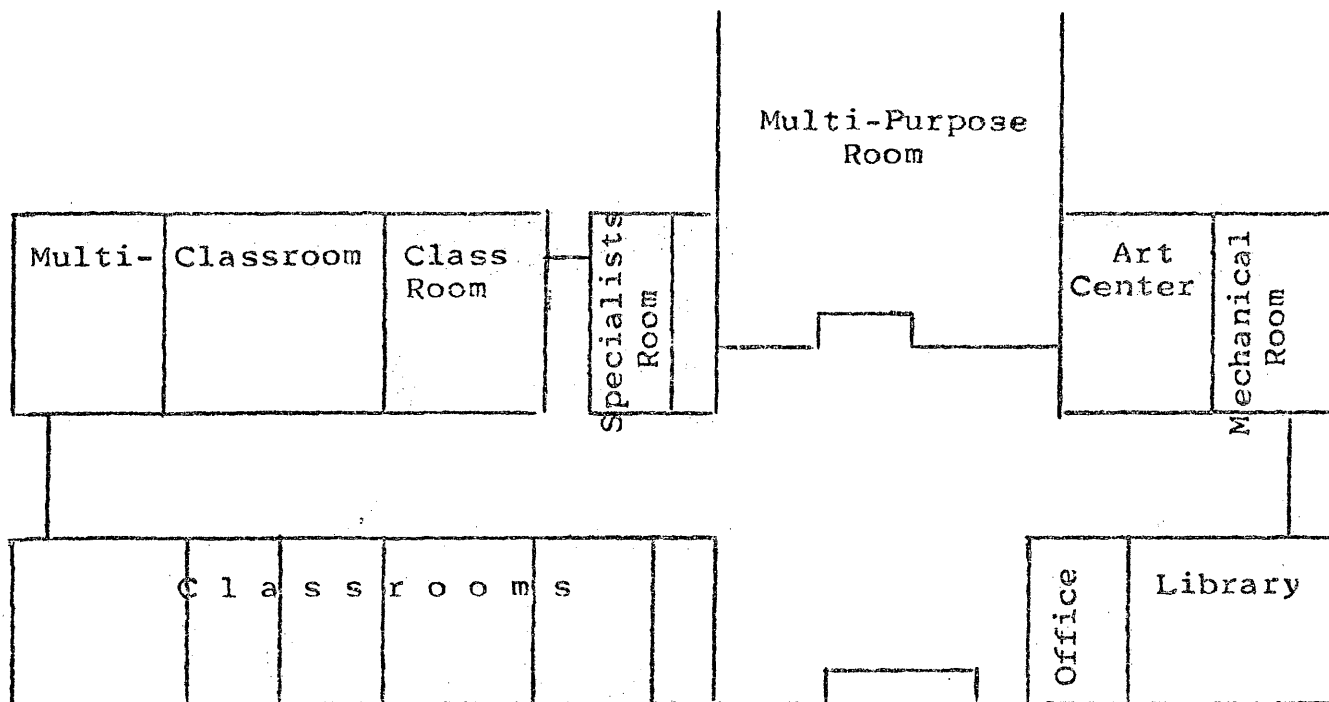 Multi-Purpose
Room
Multi-
Classroom
Class
Room
Specialists
Room
Art
Center
Mechanical
Room
Classrooms
Office
Library